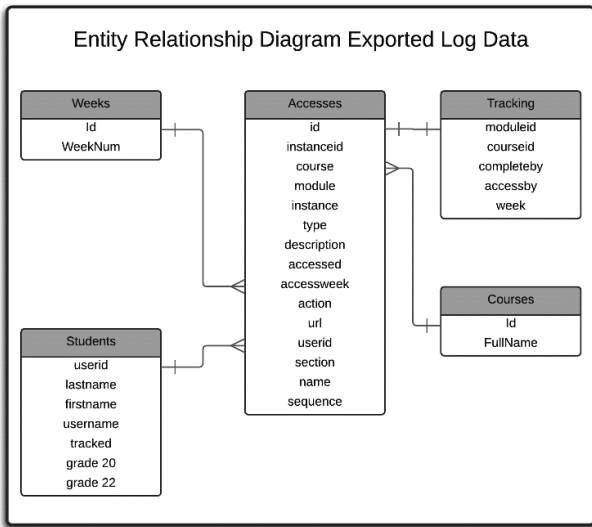 Entity Relationship Diagram Exported Log Data
Weeks
Id
WeekNum
Accesses
id
instanceid
course
module
instance
type
description
accessed
accessweek
action
url
userid
section
name
sequence
Tracking
moduleid
courseid
completeby
accessby
week
Courses
Id
FullName
Students
userid
lastname
firstname
username
tracked
grade 20
grade 22